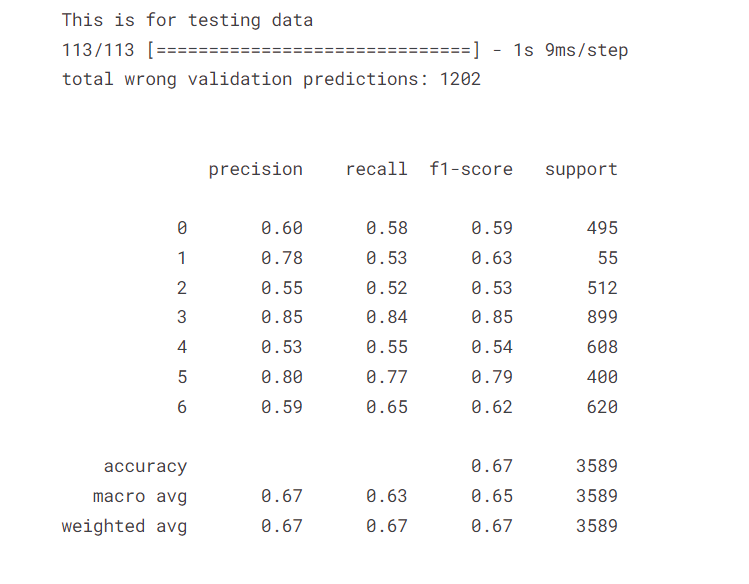 This is for testing data
113/113 [==============================] - 1s 9ms/step
total wrong validation predictions: 1202
precision recall f1-score support
0 0.60 0.58 0.59 495
1 0.78 0.53 0.63 55
2 0.55 0.52 0.53 512
3 0.85 0.84 0.85 899
4 0.53 0.55 0.54 608
5 0.80 0.77 0.79 400
6 0.59 0.65 0.62 620
accuracy 0.67 3589
macro avg 0.67 0.63 0.65 3589
weighted avg 0.67 0.67 0.67 3589